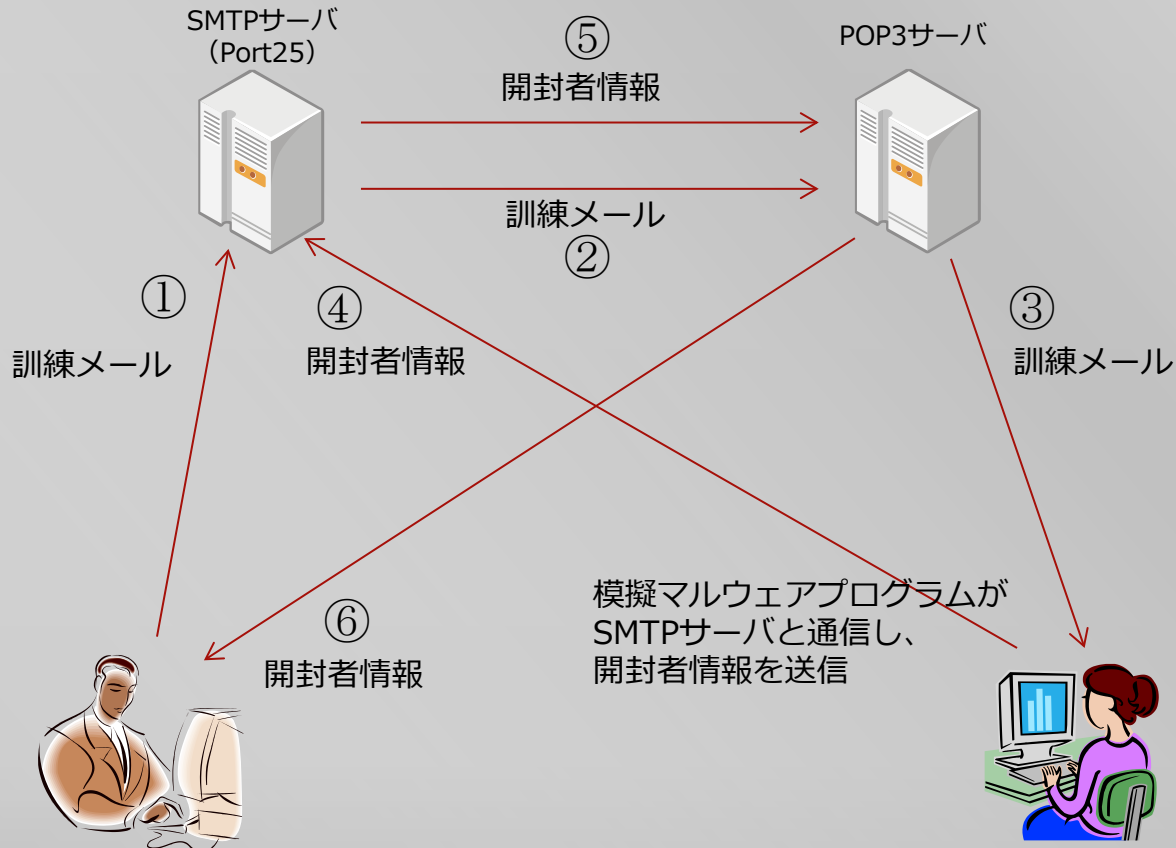 SMTPサーバ
（Port25）
POP3サーバ
⑤
開封者情報
訓練メール
②
①
訓練メール
④
開封者情報
③
訓練メール
模擬マルウェアプログラムが
SMTPサーバと通信し、
開封者情報を送信
⑥
開封者情報